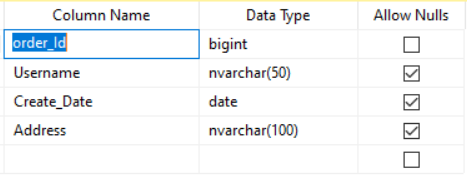 Column Name Data Type Allow Nulls
order_Id bigint
Username nvarchar(50)
Create_Date date
Address nvarchar(100)